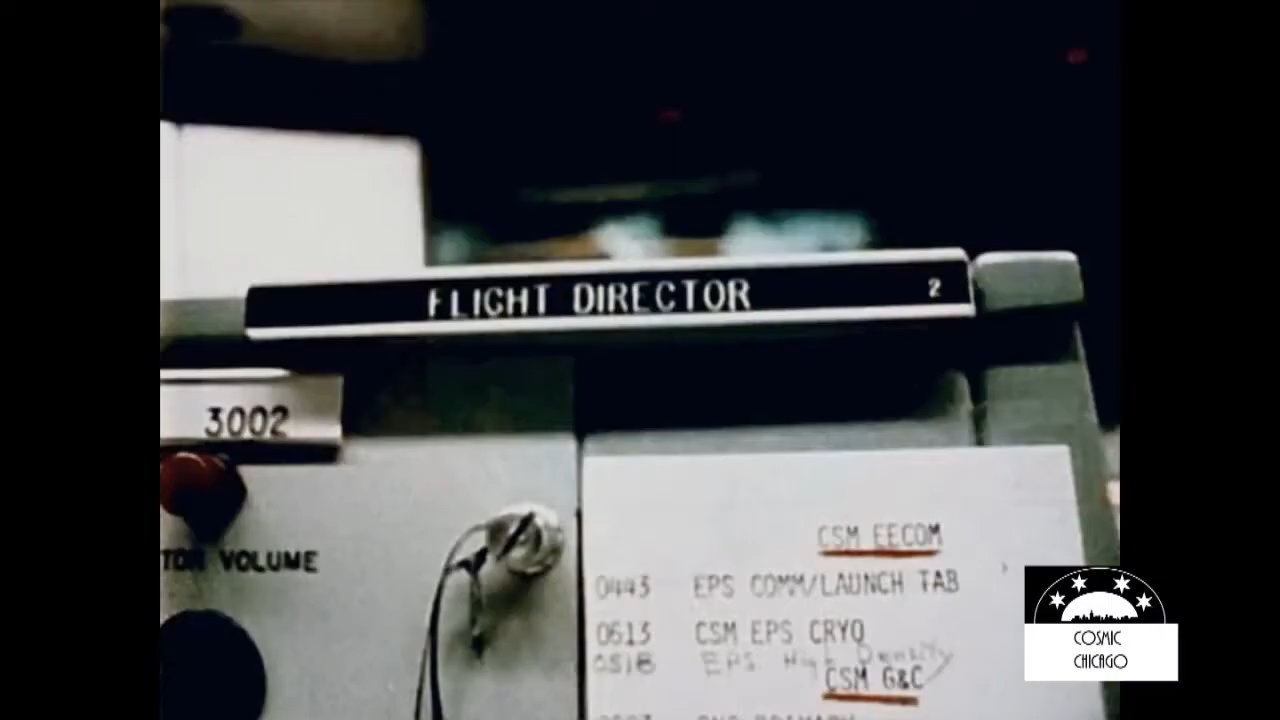 FLIGHT DIRECTOR 2
3002
VOLUME
CSM EECOM
0443 EPS COMM/LAUNCH TAB
0613 CSM EPS CRYO
0518 EPS High Density
CSM G&C
COSMIC
CHICAGO